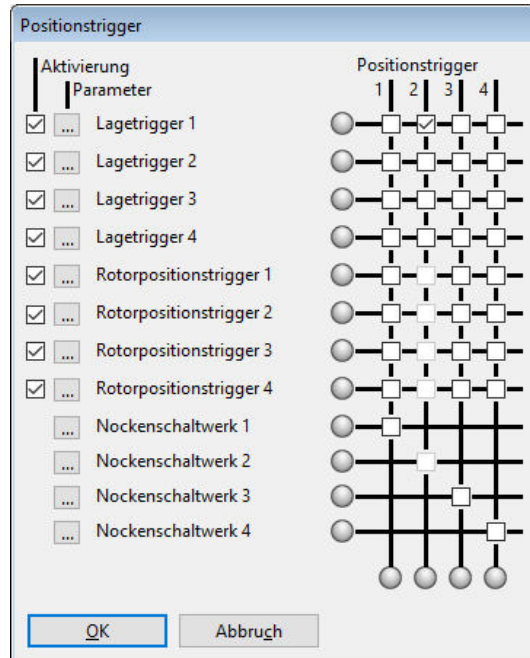 Positionstrigger
Aktivierung
Parameter
Positionstrigger
1 2 3 4
... Lagetrigger 1
... Lagetrigger 2
... Lagetrigger 3
... Lagetrigger 4
... Rotorpositionstrigger 1
... Rotorpositionstrigger 2
... Rotorpositionstrigger 3
... Rotorpositionstrigger 4
... Nockenschaltwerk 1
... Nockenschaltwerk 2
... Nockenschaltwerk 3
... Nockenschaltwerk 4
OK Abbruch